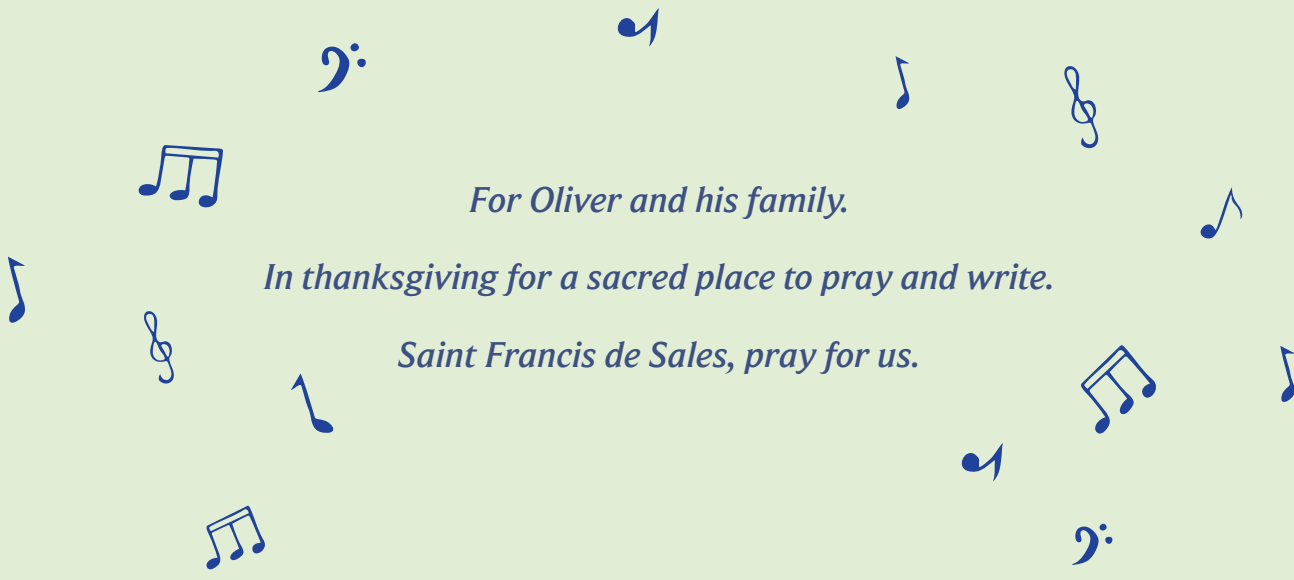 For Oliver and his family.
In thanksgiving for a sacred place to pray and write.
Saint Francis de Sales, pray for us.